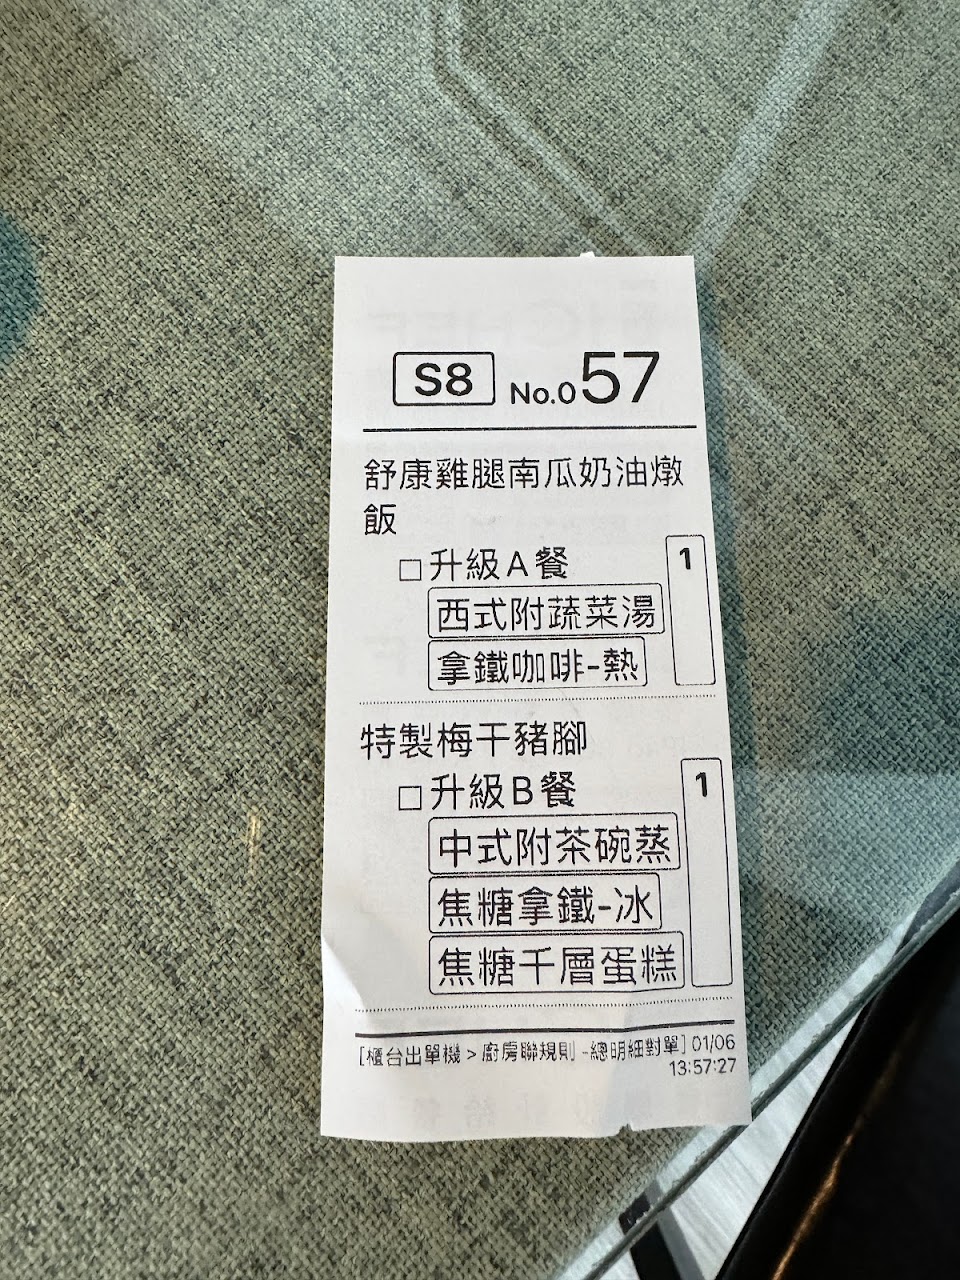 S8 No.057
舒康雞腿南瓜奶油燉
飯
□升級A餐 1
西式附蔬菜湯
拿鐵咖啡-熱
特製梅干豬腳
□升級B餐 1
中式附茶碗蒸
焦糖拿鐵-冰
焦糖千層蛋糕
[櫃台出單機 > 廚房聯規則 -總明細對單] 01/06
13:57:27